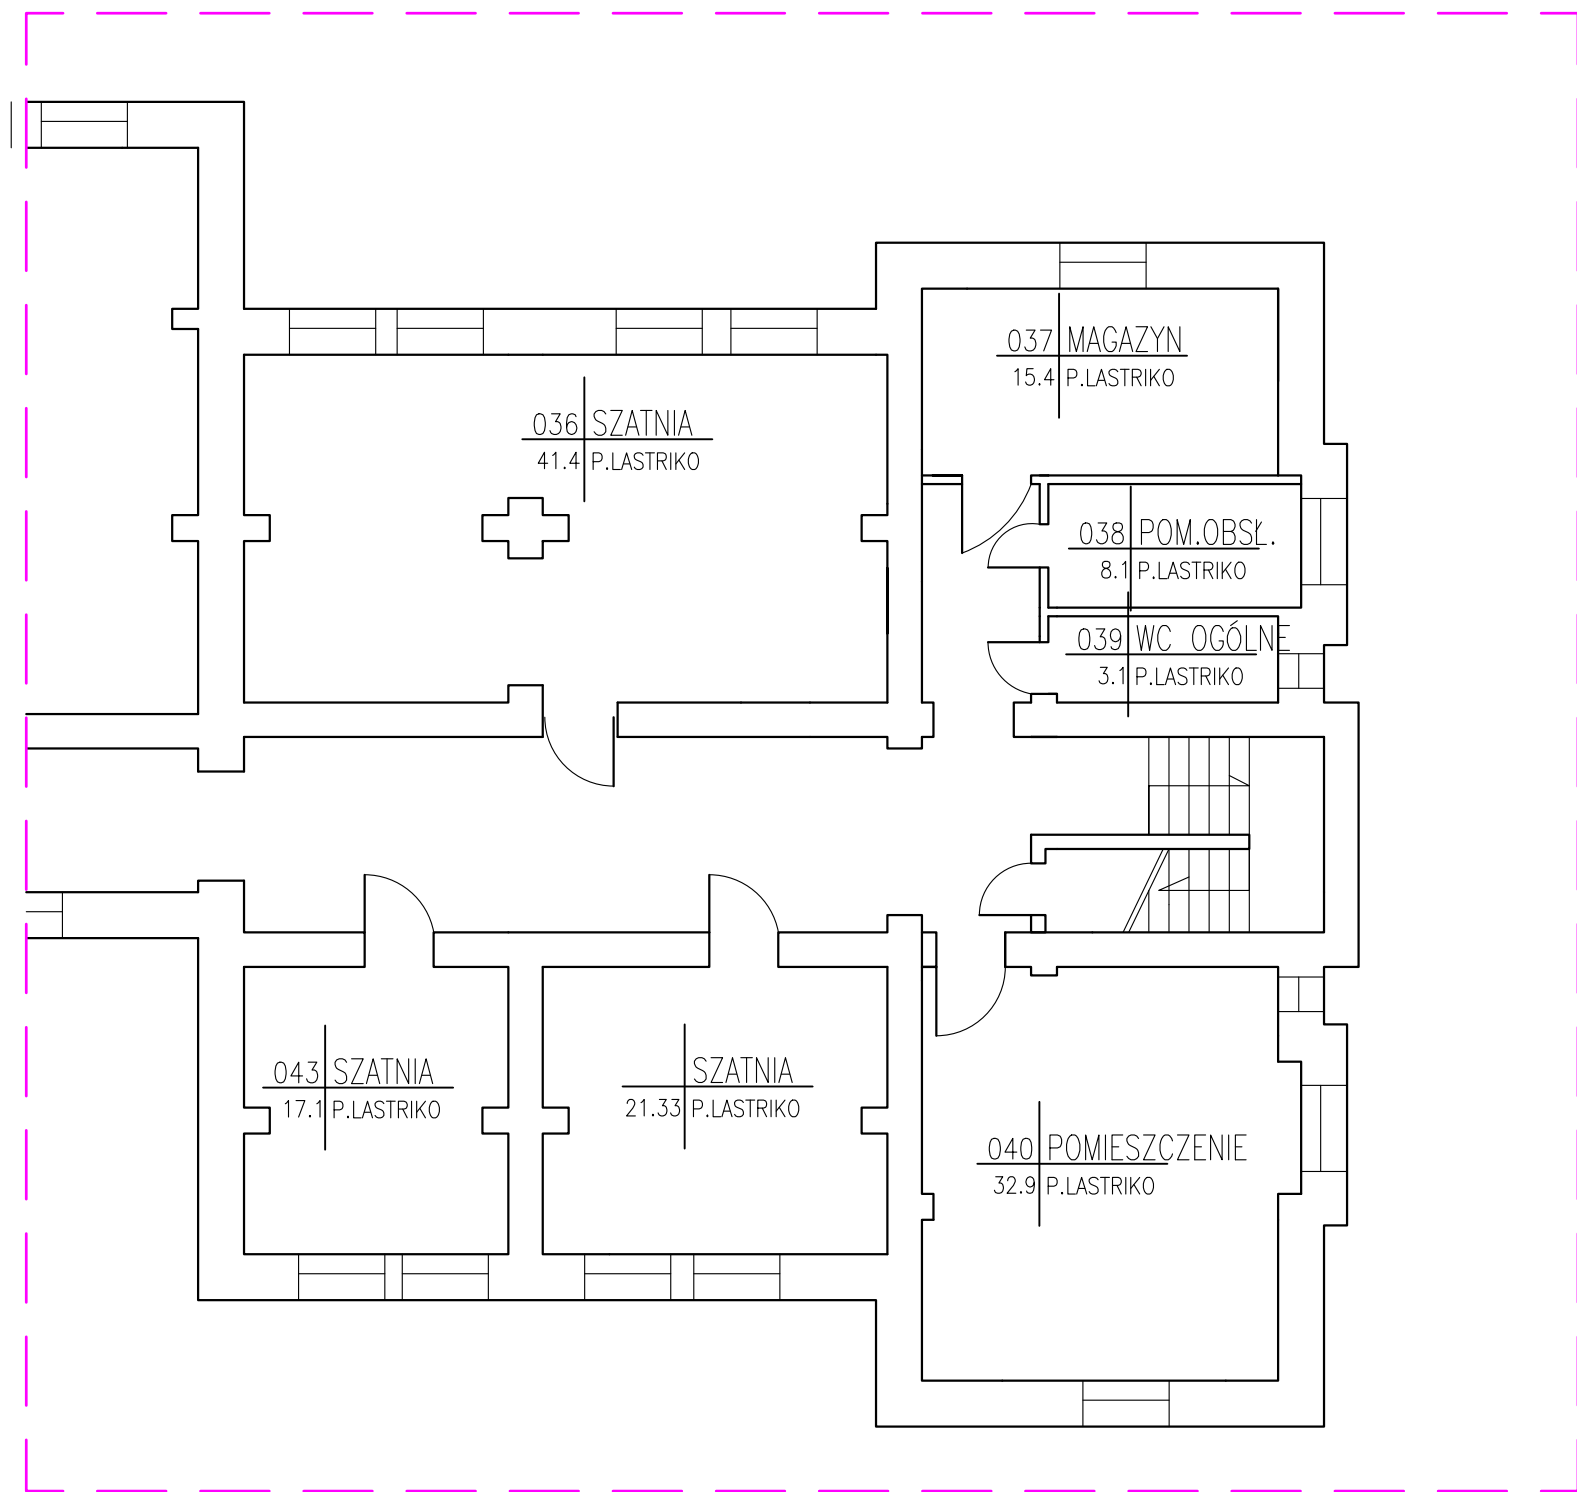 037 MAGAZYN
15.4 P.LASTRIKO
036 SZATNIA
41.4 P.LASTRIKO
038 POM.OBSŁ.
8.1 P.LASTRIKO
039 WC OGÓLNE
3.1 P.LASTRIKO
043 SZATNIA
17.1 P.LASTRIKO
SZATNIA
21.33 P.LASTRIKO
040 POMIESZCZENIE
32.9 P.LASTRIKO